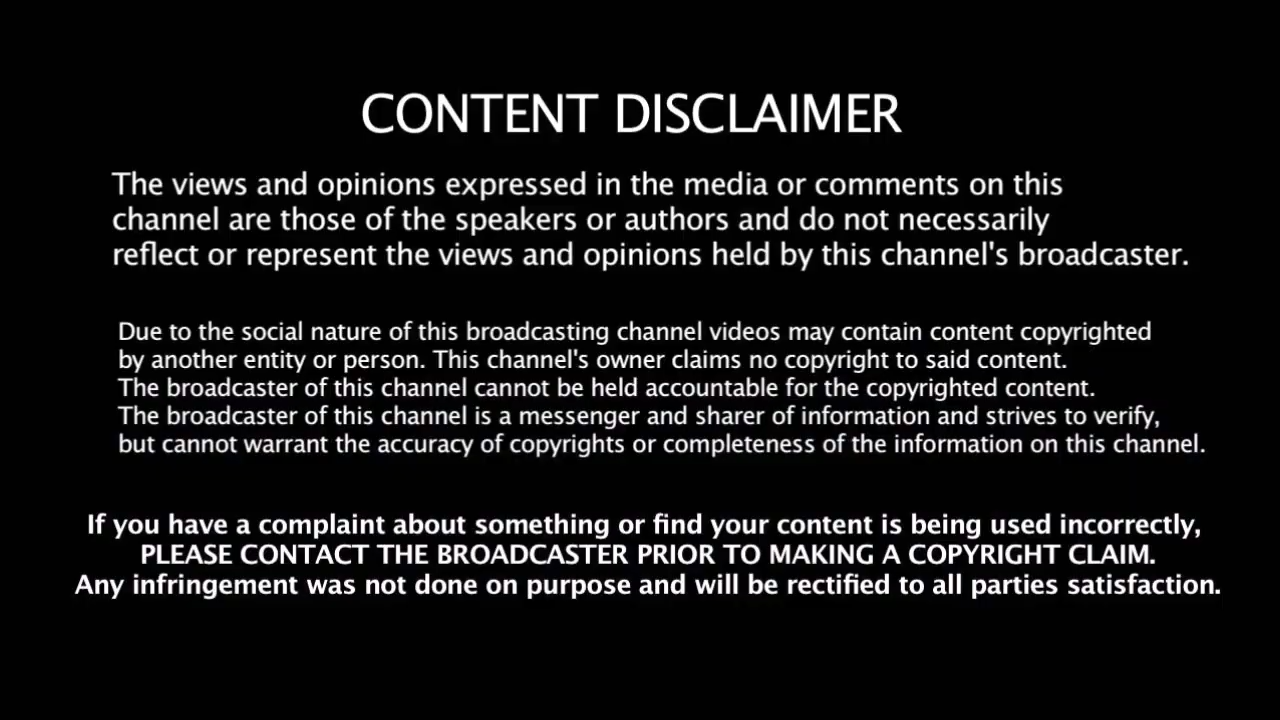 CONTENT DISCLAIMER
The views and opinions expressed in the media or comments on this
channel are those of the speakers or authors and do not necessarily
reflect or represent the views and opinions held by this channel's broadcaster.
Due to the social nature of this broadcasting channel videos may contain content copyrighted
by another entity or person. This channel's owner claims no copyright to said content.
The broadcaster of this channel cannot be held accountable for the copyrighted content.
The broadcaster of this channel is a messenger and sharer of information and strives to verify,
but cannot warrant the accuracy of copyrights or completeness of the information on this channel.
If you have a complaint about something or find your content is being used incorrectly,
PLEASE CONTACT THE BROADCASTER PRIOR TO MAKING A COPYRIGHT CLAIM.
Any infringement was not done on purpose and will be rectified to all parties satisfaction.